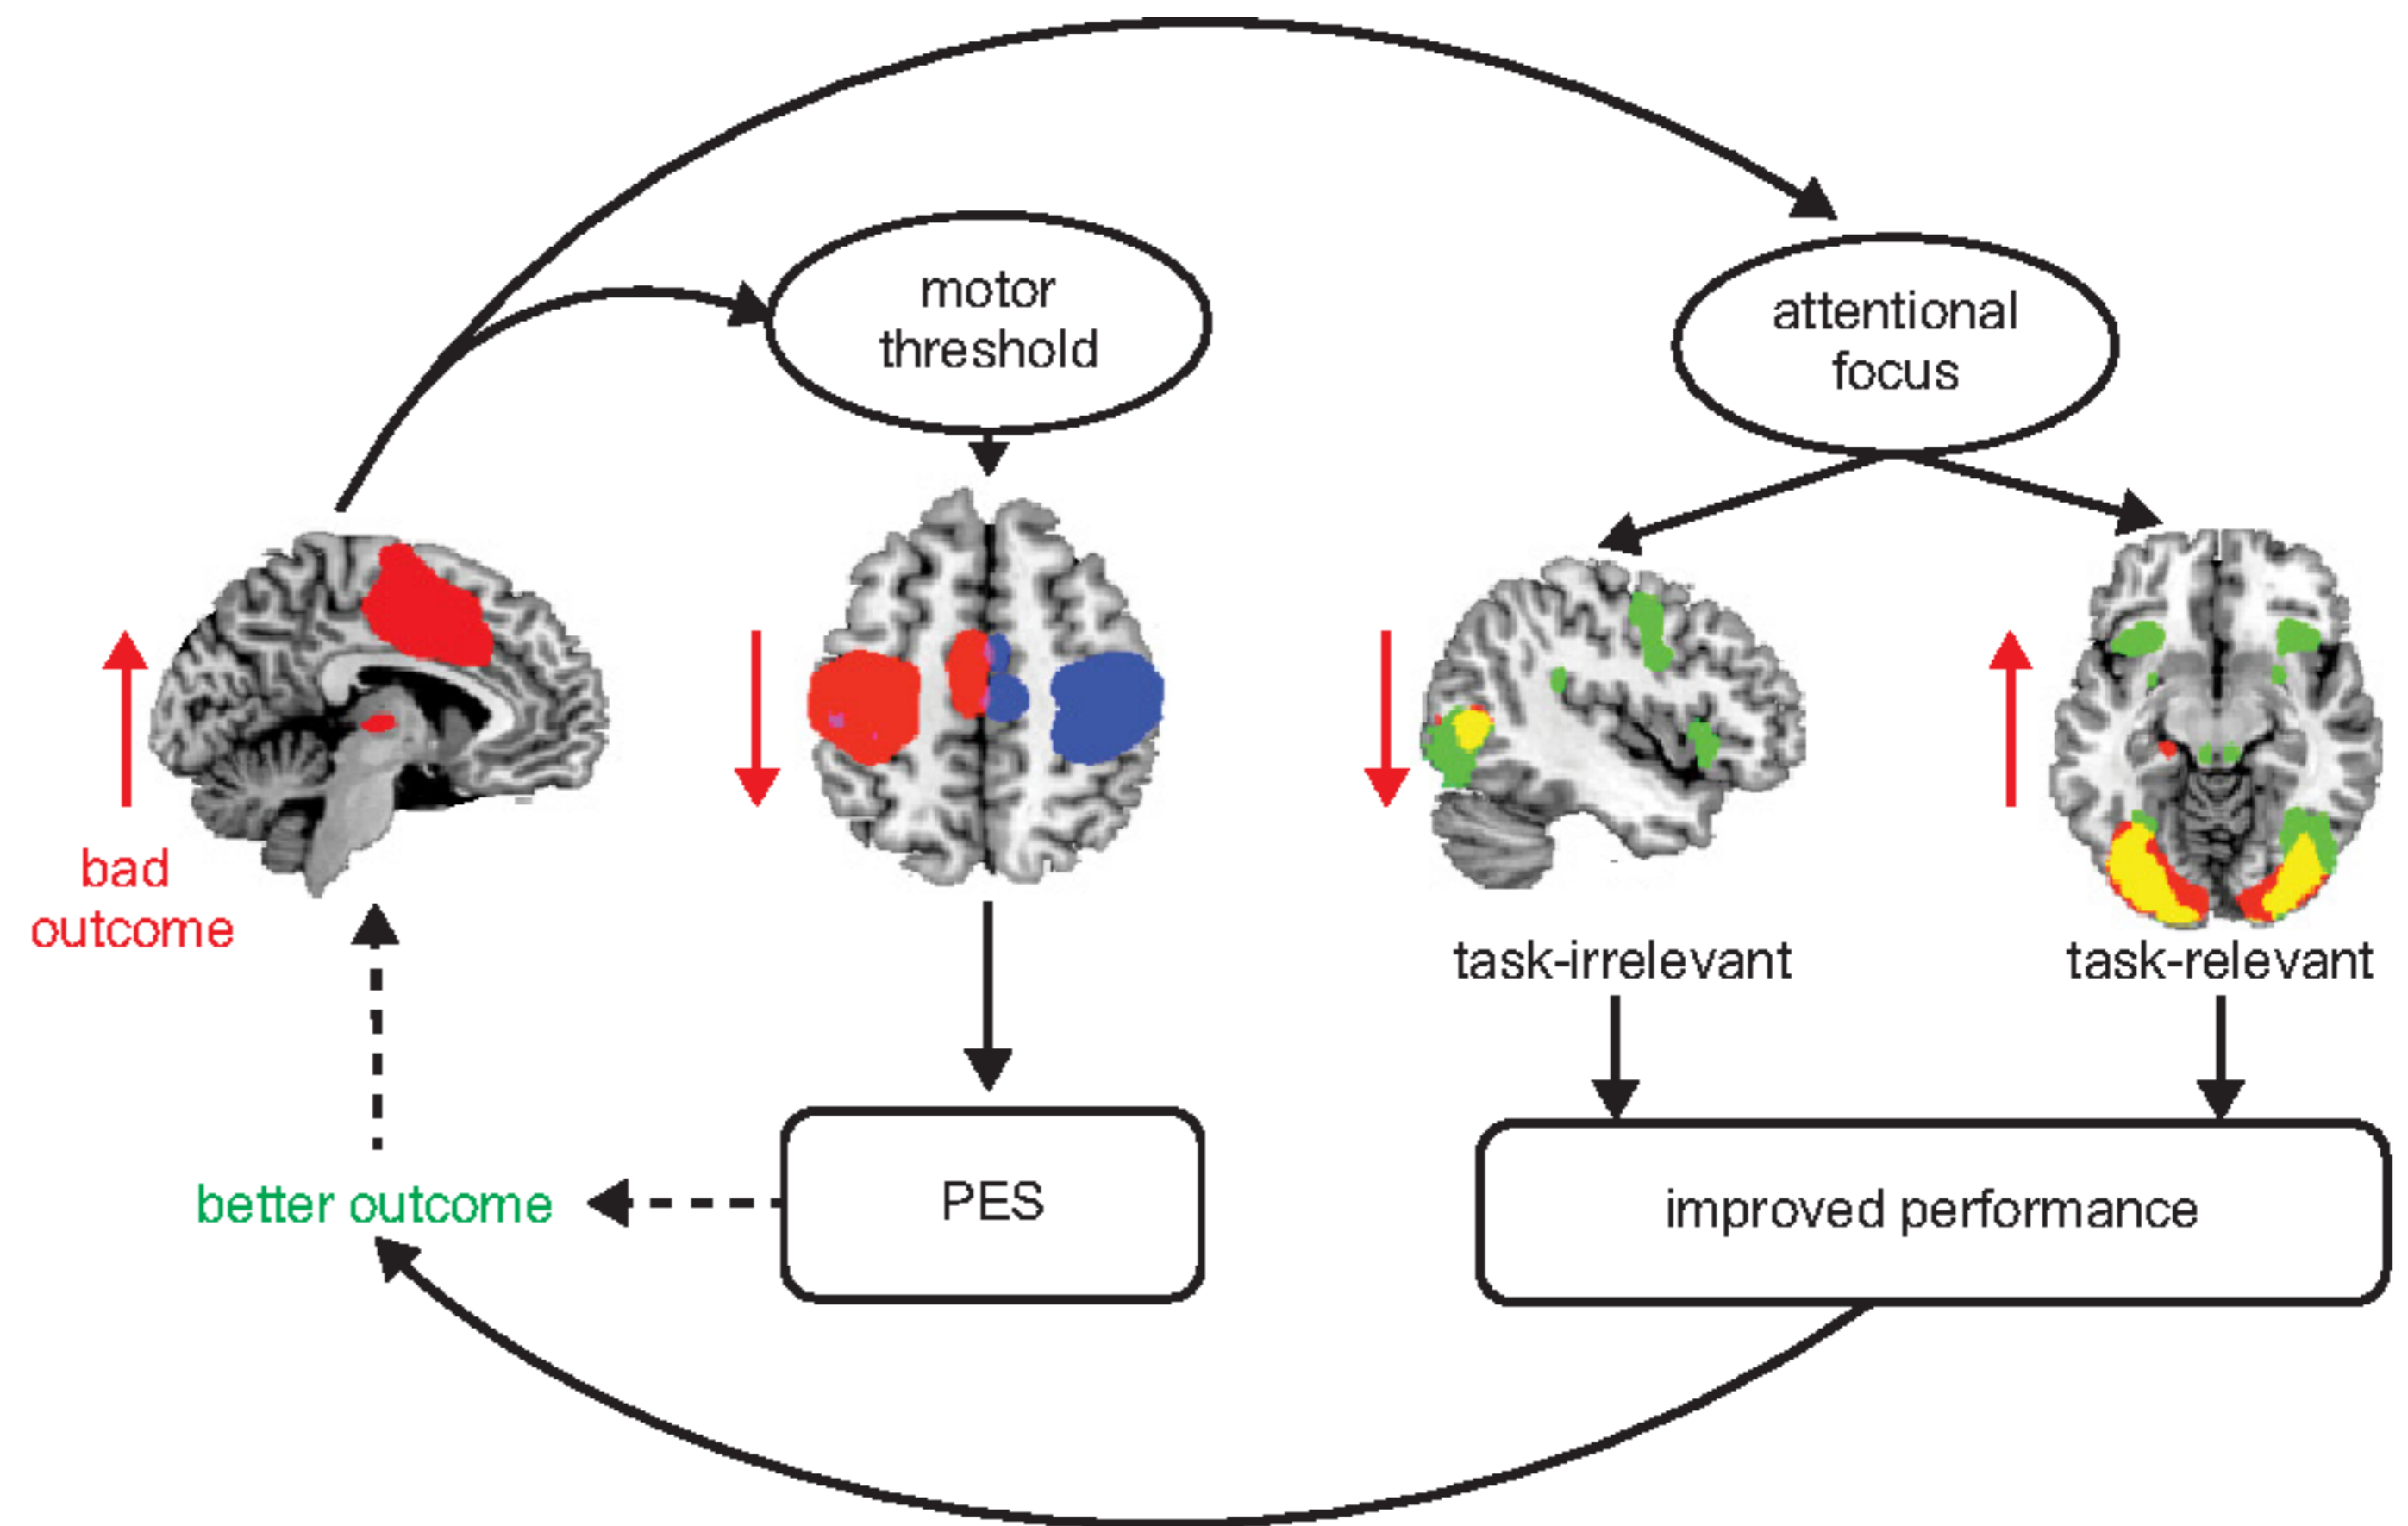 motor
threshold
attentional
focus
bad
outcome
task-irrelevant
task-relevant
better outcome
PES
improved performance